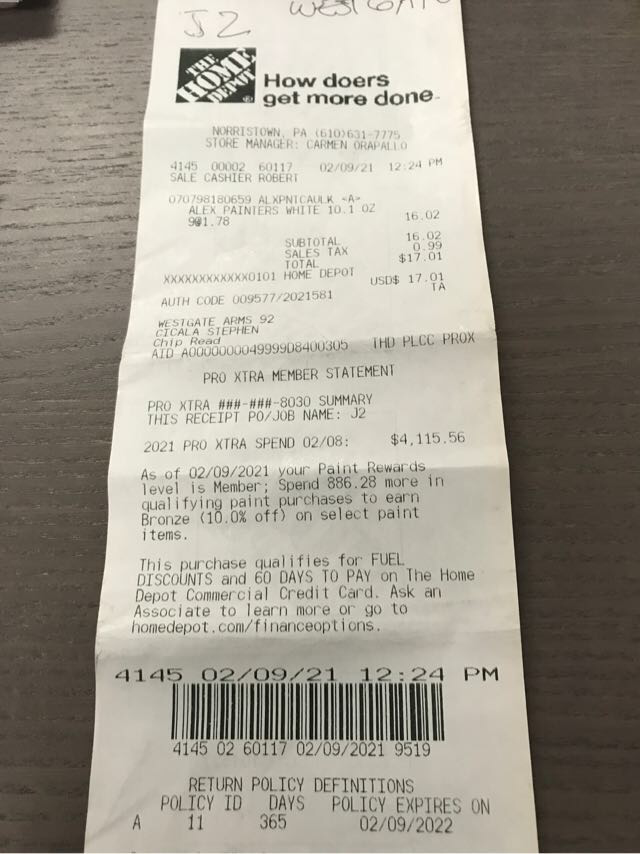 J2
WESTGATE
THE
HOME
DEPOT
®
How doers
get more done.
NORRISTOWN, PA (610)631-7775
STORE MANAGER: CARMEN ORAPALLO
4145 00002 60117 02/09/21 12:24 PM
SALE CASHIER ROBERT
070798180659 ALXPNTCAULK <A>
ALEX PAINTERS WHITE 10.1 OZ
9@1.78 16.02
SUBTOTAL 16.02
SALES TAX 0.99
TOTAL $17.01
XXXXXXXXXXXX0101 HOME DEPOT
USD$ 17.01
AUTH CODE 009577/2021581 TA
WESTGATE ARMS 92
CICALA STEPHEN
Chip Read
AID A0000000049999D8400305 THD PLCC PROX
PRO XTRA MEMBER STATEMENT
PRO XTRA ###-###-8030 SUMMARY
THIS RECEIPT PO/JOB NAME: J2
2021 PRO XTRA SPEND 02/08: $4,115.56
As of 02/09/2021 your Paint Rewards
level is Member; Spend 886.28 more in
qualifying paint purchases to earn
Bronze (10.0% off) on select paint
items.
This purchase qualifies for FUEL
DISCOUNTS and 60 DAYS TO PAY on The Home
Depot Commercial Credit Card. Ask an
Associate to learn more or go to
homedepot.com/financeoptions.
4145 02/09/21 12:24 PM
4145 02 60117 02/09/2021 9519
RETURN POLICY DEFINITIONS
POLICY ID DAYS POLICY EXPIRES ON
A 11 365 02/09/2022